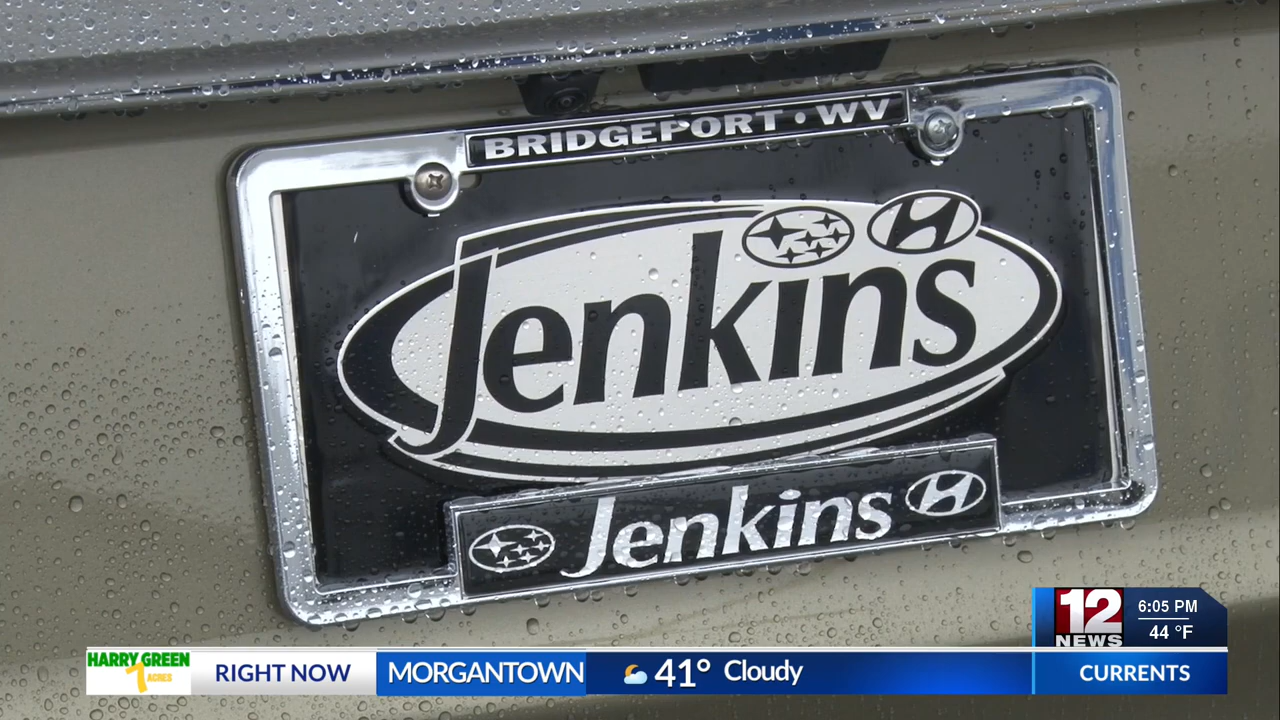 BRIDGEPORT • WV
Jenkins
Jenkins
12
NEWS
6:05 PM
44 °F
HARRY GREEN
7 ACRES
RIGHT NOW
MORGANTOWN
41° Cloudy
CURRENTS